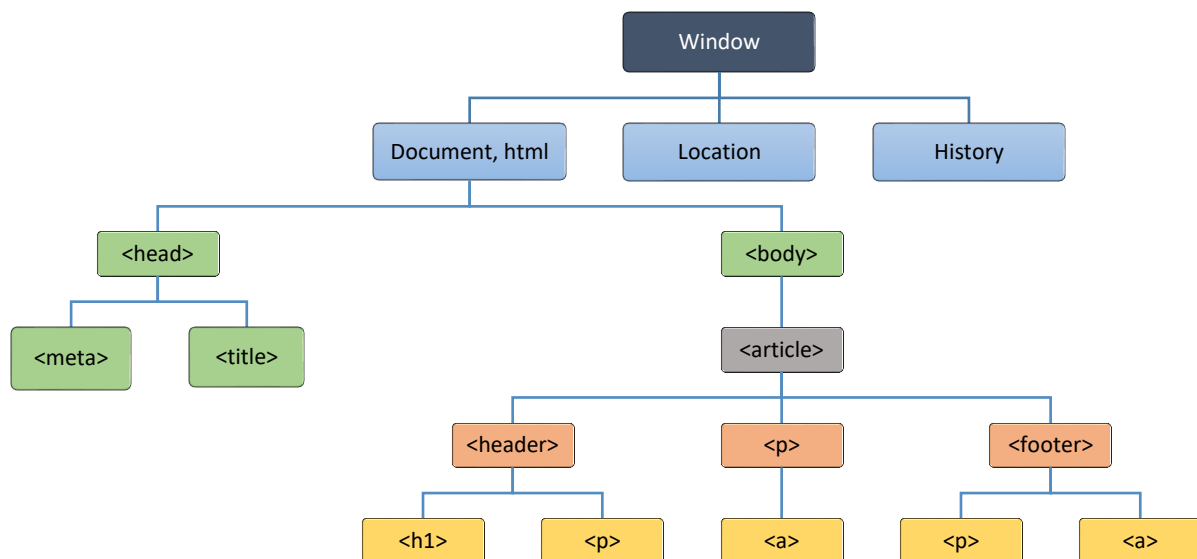 Window
Document, html
Location
History
<head>
<body>
<meta>
<title>
<article>
<header>
<p>
<footer>
<h1>
<p>
<a>
<p>
<a>